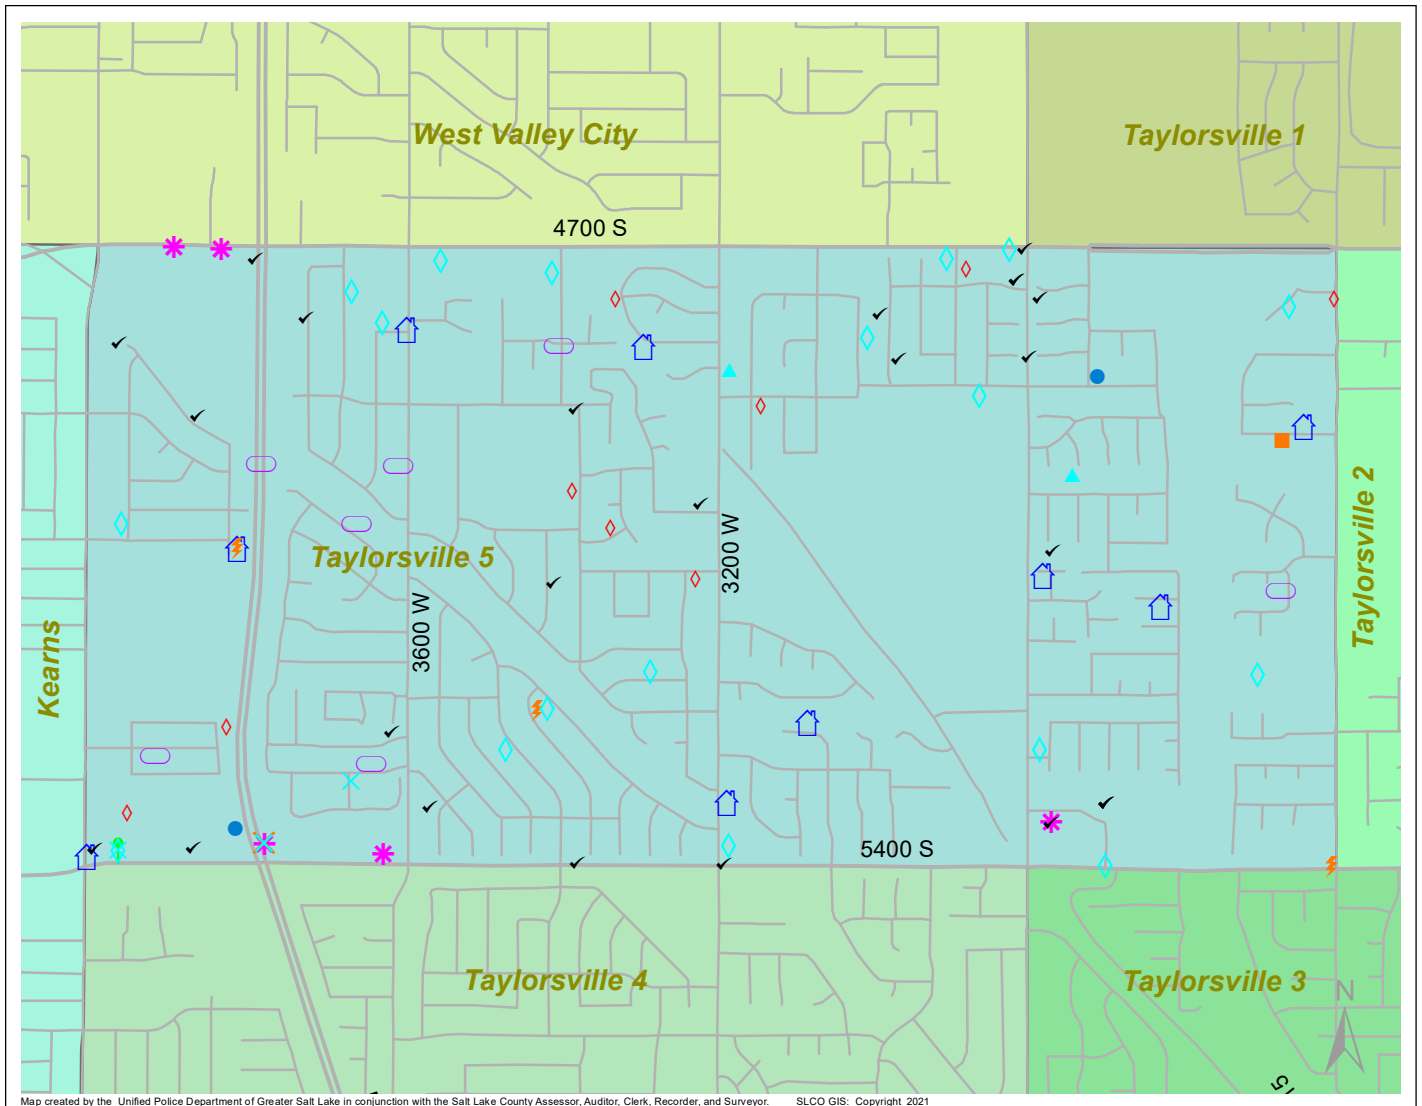 West Valley City
Taylorsville 1
4700 S
Taylorsville 2
3200 W
Taylorsville 5
3600 W
Kearns
5400 S
Taylorsville 4
Taylorsville 3
N
Map created by the Unified Police Department of Greater Salt Lake in conjunction with the Salt Lake County Assessor, Auditor, Clerk, Recorder, and Surveyor. SLCO GIS: Copyright 2021